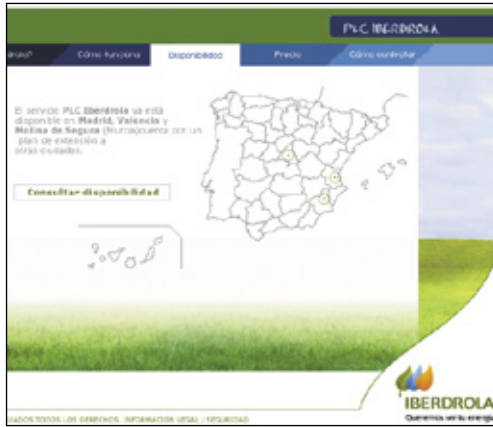 PLC IBERDROLA
Cómo funciona Disponibilidad Precio Cómo contratar
El servicio PLC Iberdrola ya está
disponible en Madrid, Valencia y
Molina de Segura (Murcia)cuenta con un
plan de extensión a
otras ciudades.
Consultar disponibilidad
IBERDROLA
Queremos ser tu energía
VADOS TODOS LOS DERECHOS. INFORMACIÓN LEGAL / SEGURIDAD